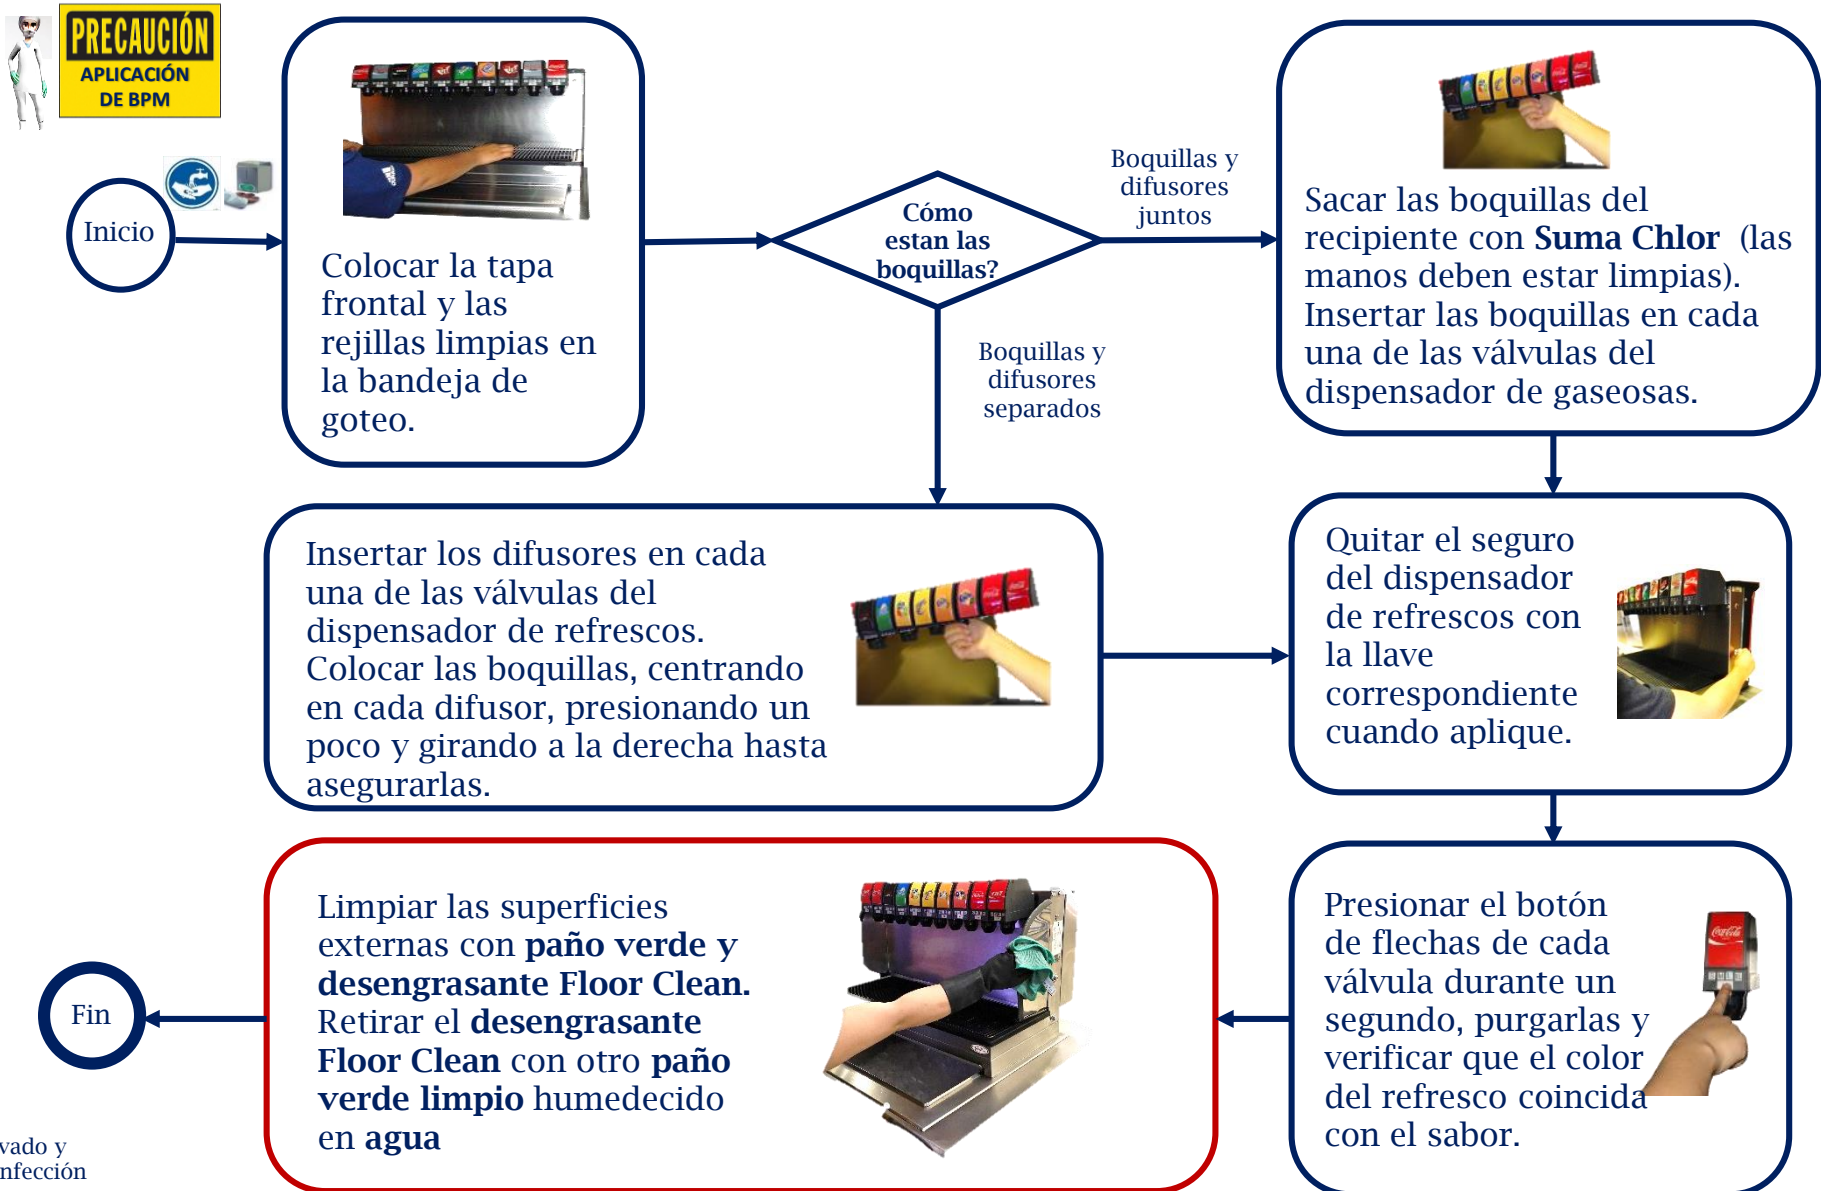 PRECAUCIÓN
APLICACIÓN
DE BPM
Inicio
Colocar la tapa
frontal y las
rejillas limpias en
la bandeja de
goteo.
Cómo
estan las
boquillas?
Boquillas y
difusores
juntos
Sacar las boquillas del
recipiente con Suma Chlor (las
manos deben estar limpias).
Insertar las boquillas en cada
una de las válvulas del
dispensador de gaseosas.
Boquillas y
difusores
separados
Insertar los difusores en cada
una de las válvulas del
dispensador de refrescos.
Colocar las boquillas, centrando
en cada difusor, presionando un
poco y girando a la derecha hasta
asegurarlas.
Quitar el seguro
del dispensador
de refrescos con
la llave
correspondiente
cuando aplique.
Presionar el botón
de flechas de cada
válvula durante un
segundo, purgarlas y
verificar que el color
del refresco coincida
con el sabor.
Coca-Cola
Limpiar las superficies
externas con paño verde y
desengrasante Floor Clean.
Retirar el desengrasante
Floor Clean con otro paño
verde limpio humedecido
en agua
Fin
vado y
infección